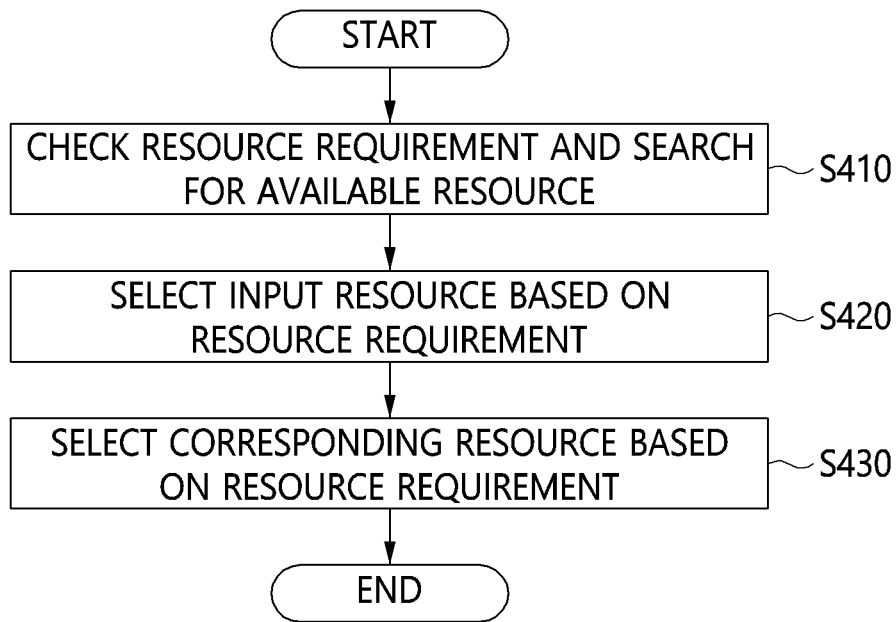 START
CHECK RESOURCE REQUIREMENT AND SEARCH
FOR AVAILABLE RESOURCE
S410
SELECT INPUT RESOURCE BASED ON
RESOURCE REQUIREMENT
S420
SELECT CORRESPONDING RESOURCE BASED
ON RESOURCE REQUIREMENT
S430
END